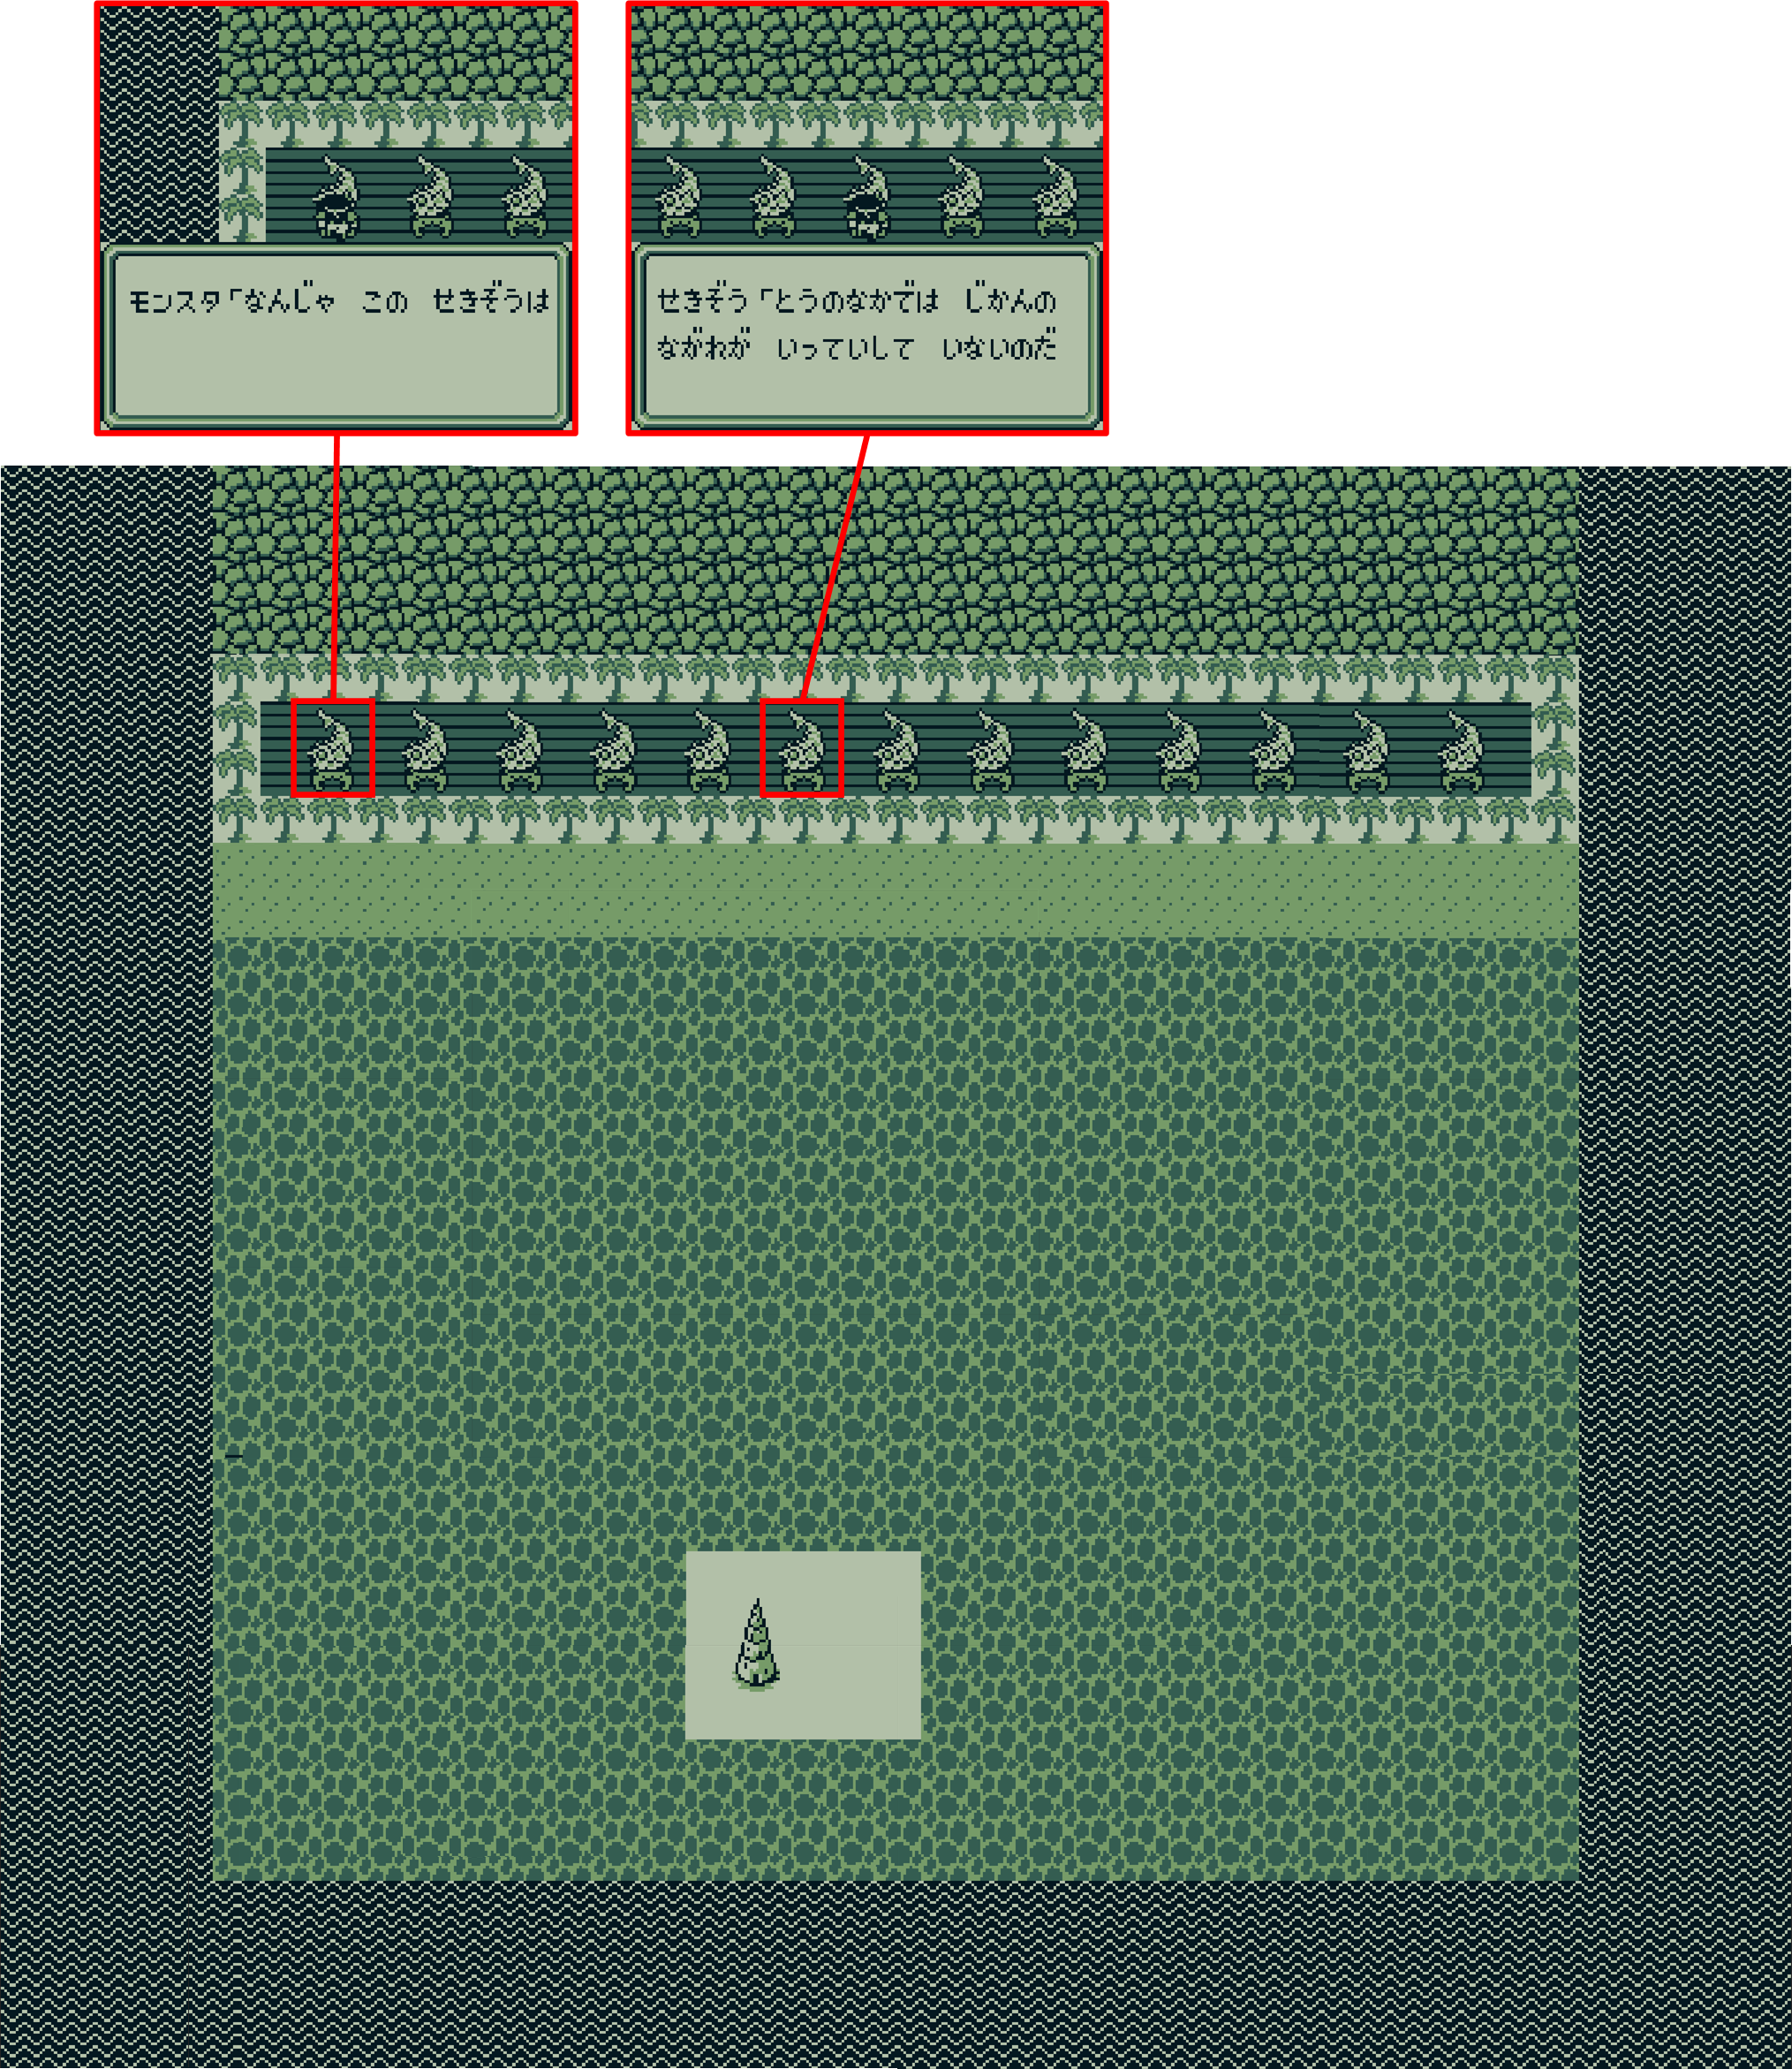 モンスタ「なんじゃ この せきぞうは
せきぞう「とうのなかでは じかんの
ながれが いっていして いないのだ